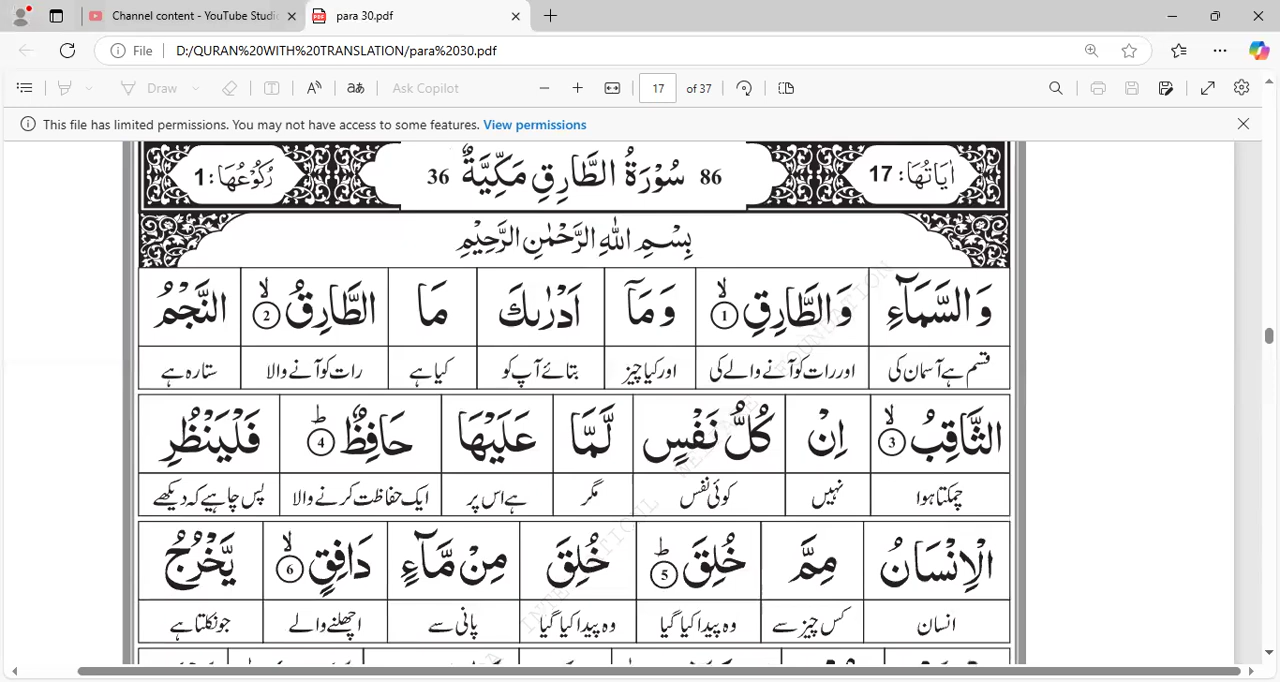 Channel content - YouTube Studi
para 30.pdf
File
D:/QURAN%20WITH%20TRANSLATION/para%2030.pdf
Draw
Ask Copilot
17 of 37
This file has limited permissions. You may not have access to some features. View permissions
اٰیَاتُهَا: 17 86 سُوْرَةُ الطَّارِقِ مَكِّیَّةٌ 36 رُكُوْعُهَا: 1
بِسْمِ اللهِ الرَّحْمٰنِ الرَّحِیْمِ
وَالسَّمَآءِ وَالطَّارِقِ ۙ1 وَمَآ اَدْرٰىكَ مَا الطَّارِقُ ۙ2 النَّجْمُ
قسم ہے آسمان کی اور رات کو آنے والے کی اور کیا چیز بتائے آپ کو کیا ہے رات کو آنے والا ستارہ ہے
الثَّاقِبُ ۙ3 اِنْ كُلُّ نَفْسٍ لَّمَّا عَلَیْهَا حَافِظٌ ؕ4 فَلْیَنْظُرِ
چمکتا ہوا نہیں کوئی نفس مگر ہے اس پر ایک حفاظت کرنے والا پس چاہیے کہ دیکھے
الْاِنْسَانُ مِمَّ خُلِقَ ؕ5 خُلِقَ مِنْ مَّآءٍ دَافِقٍ ۙ6 یَّخْرُجُ
انسان کس چیز سے وہ پیدا کیا گیا وہ پیدا کیا گیا پانی سے اچھلنے والے جو نکلتا ہے